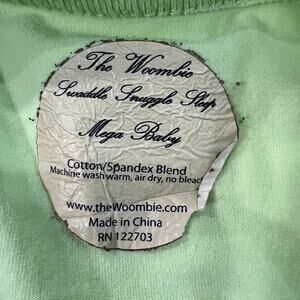 The Woombie
Swaddle Snuggle Sleep
Mega Baby
Cotton/Spandex Blend
Machine wash warm, air dry, no bleac
www.theWoombie.com
Made in China
RN 122703